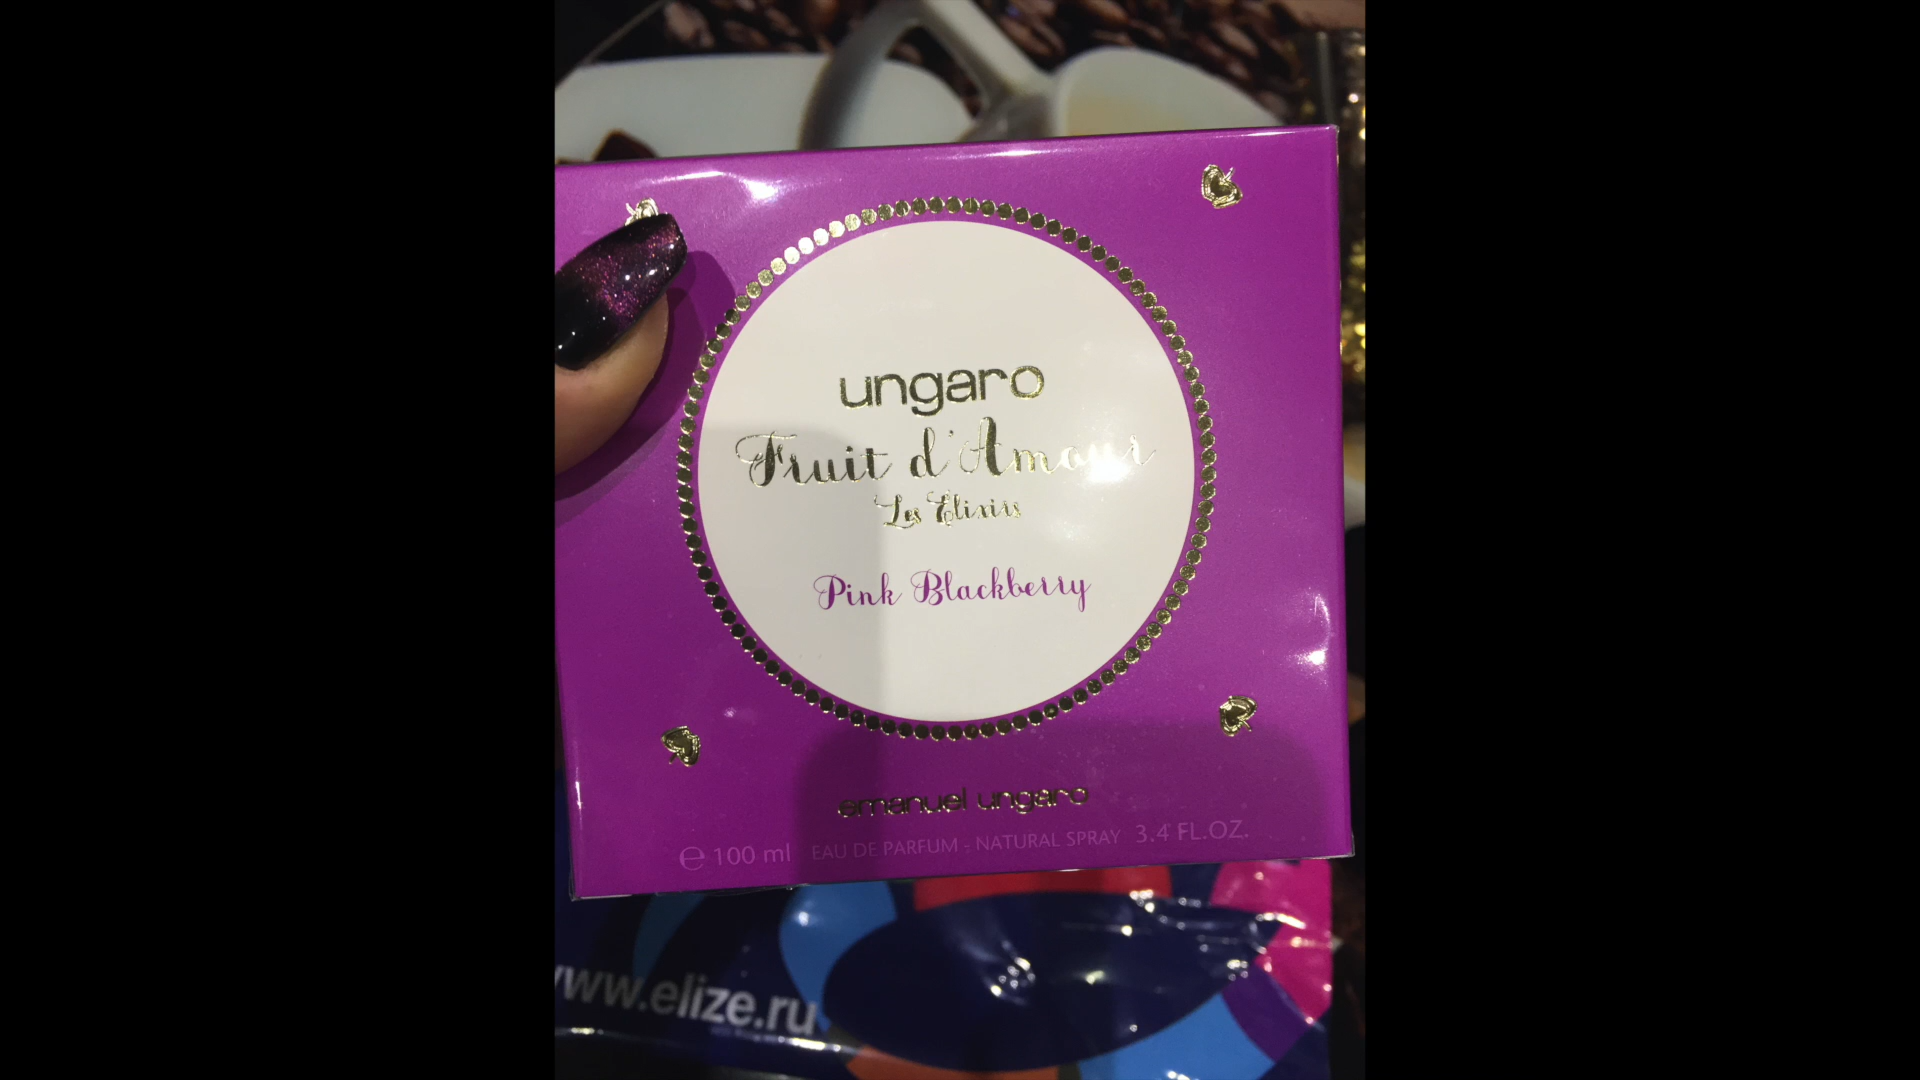 ungaro
Fruit d'Amour
Les Elixirs
Pink Blackberry
emanuel ungaro
e 100 ml EAU DE PARFUM - NATURAL SPRAY 3.4 FL.OZ.
www.elize.ru